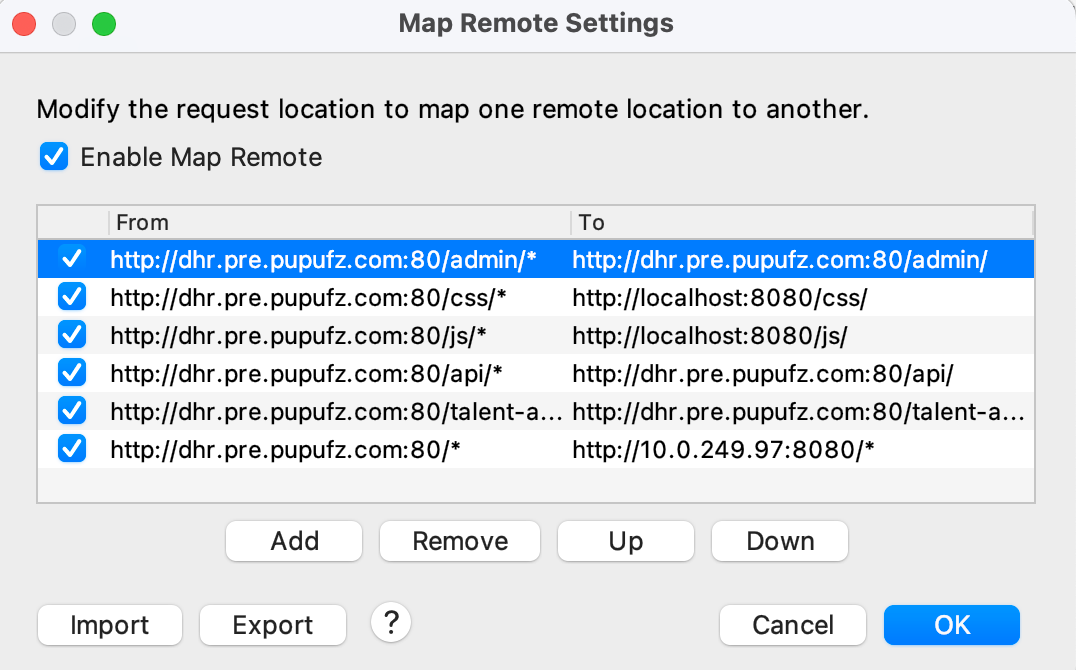 Map Remote Settings
Modify the request location to map one remote location to another.
Enable Map Remote
From To
http://dhr.pre.pupufz.com:80/admin/* http://dhr.pre.pupufz.com:80/admin/
http://dhr.pre.pupufz.com:80/css/* http://localhost:8080/css/
http://dhr.pre.pupufz.com:80/js/* http://localhost:8080/js/
http://dhr.pre.pupufz.com:80/api/* http://dhr.pre.pupufz.com:80/api/
http://dhr.pre.pupufz.com:80/talent-a... http://dhr.pre.pupufz.com:80/talent-a...
http://dhr.pre.pupufz.com:80/* http://10.0.249.97:8080/*
Add Remove Up Down
Import Export ? Cancel OK